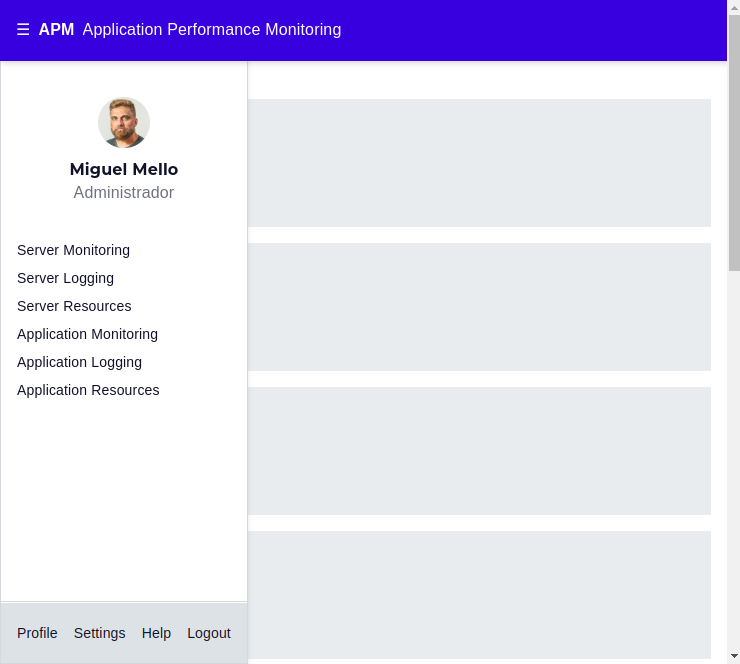 ☰ APM Application Performance Monitoring
Miguel Mello
Administrador
Server Monitoring
Server Logging
Server Resources
Application Monitoring
Application Logging
Application Resources
Profile Settings Help Logout